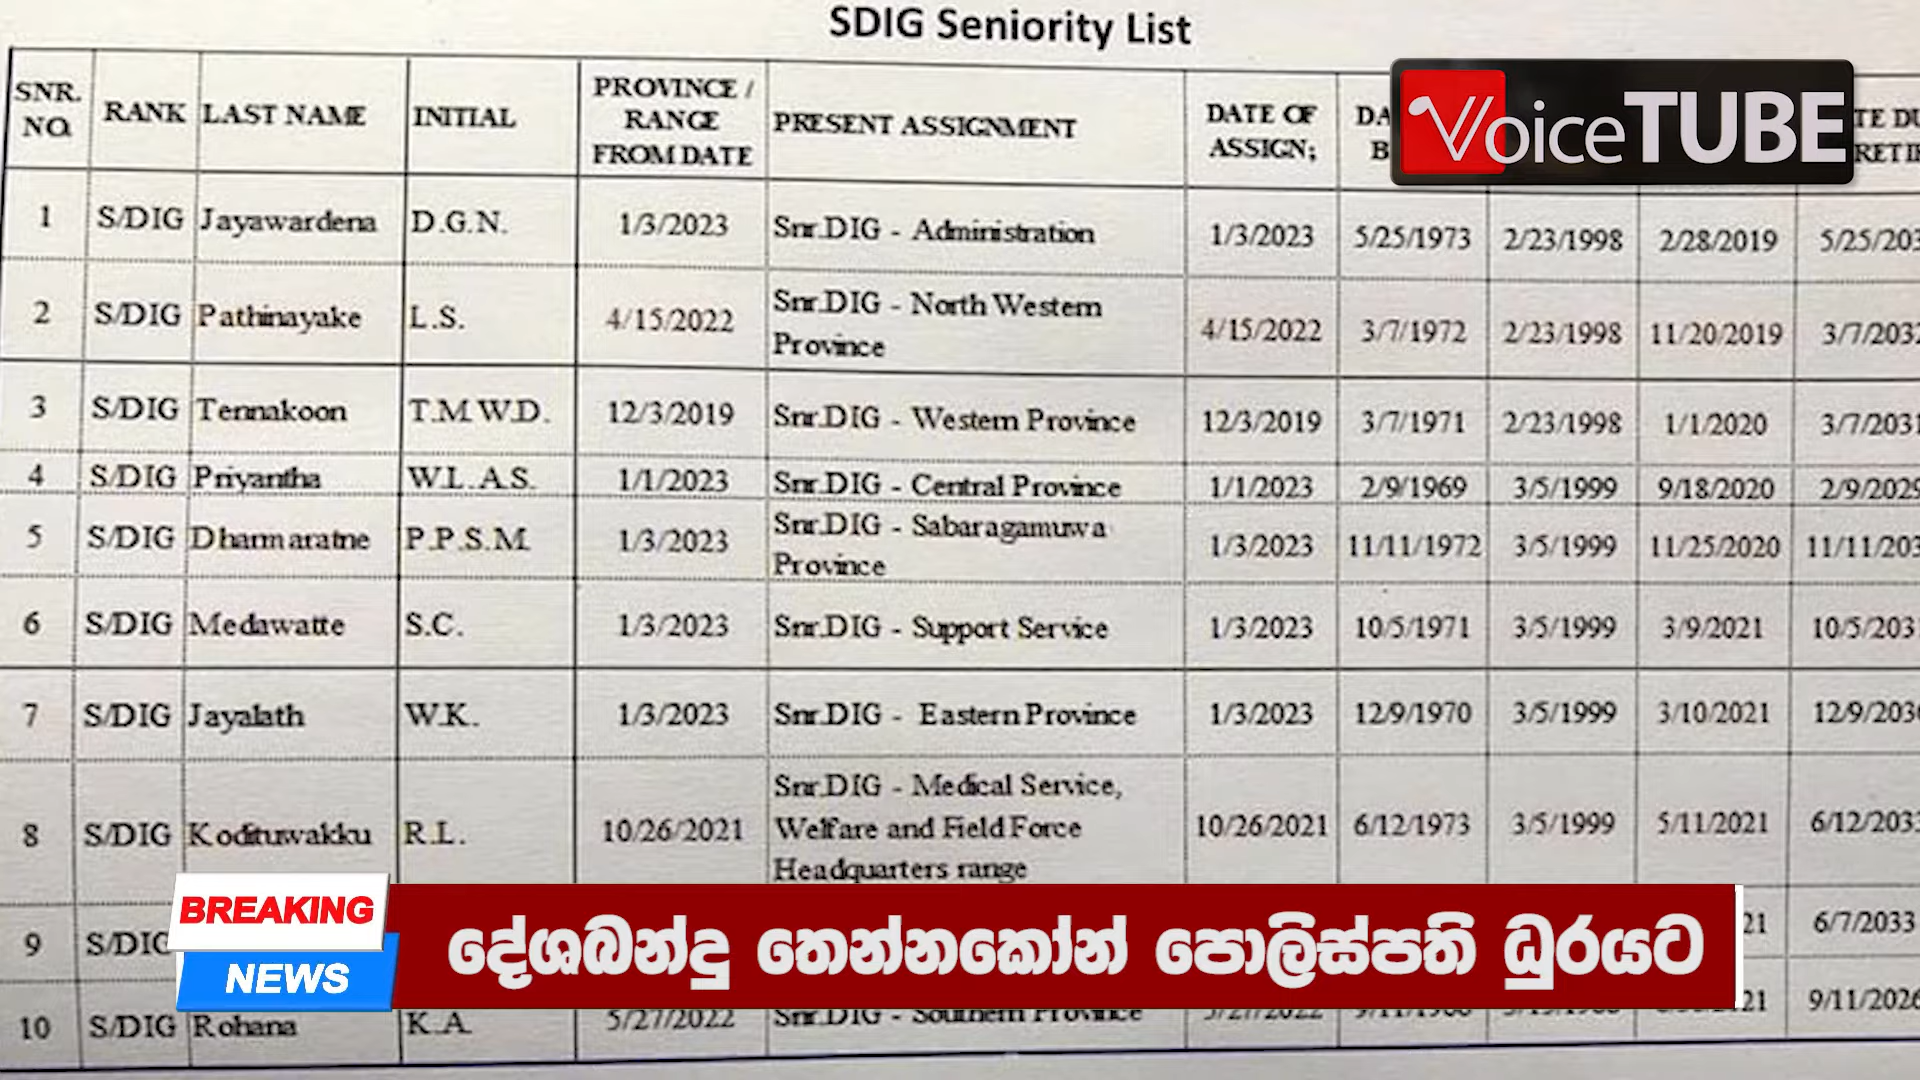 SDIG Seniority List
SNR. NO. RANK LAST NAME INITIAL PROVINCE / RANGE FROM DATE PRESENT ASSIGNMENT DATE OF ASSIGN;
VoiceTUBE
1 S/DIG Jayawardena D.G.N. 1/3/2023 Snr.DIG - Administration 1/3/2023 5/25/1973 2/23/1998 2/28/2019
2 S/DIG Pathinayake L.S. 4/15/2022 Snr.DIG - North Western Province 4/15/2022 3/7/1972 2/23/1998 11/20/2019
3 S/DIG Tennakoon T.M.W.D. 12/3/2019 Snr.DIG - Western Province 12/3/2019 3/7/1971 2/23/1998 1/1/2020
4 S/DIG Priyantha W.L.A.S. 1/1/2023 Snr.DIG - Central Province 1/1/2023 2/9/1969 3/5/1999 9/18/2020 2/9/2029
5 S/DIG Dharmaratne P.P.S.M. 1/3/2023 Snr.DIG - Sabaragamuwa Province 1/3/2023 11/11/1972 3/5/1999 11/25/2020
6 S/DIG Medawatte S.C. 1/3/2023 Snr.DIG - Support Service 1/3/2023 10/5/1971 3/5/1999 3/9/2021
7 S/DIG Jayalath W.K. 1/3/2023 Snr.DIG - Eastern Province 1/3/2023 12/9/1970 3/5/1999 3/10/2021
8 S/DIG Kodituwakku R.L. 10/26/2021 Snr.DIG - Medical Service, Welfare and Field Force Headquarters range 10/26/2021 6/12/1973 3/5/1999 5/11/2021
9 S/DIG 6/7/2033
10 S/DIG Rohana K.A. 5/27/2022 Snr.DIG - Southern Province
BREAKING
NEWS
දේශබන්දු තෙන්නකෝන් පොලිස්පති ධුරයට